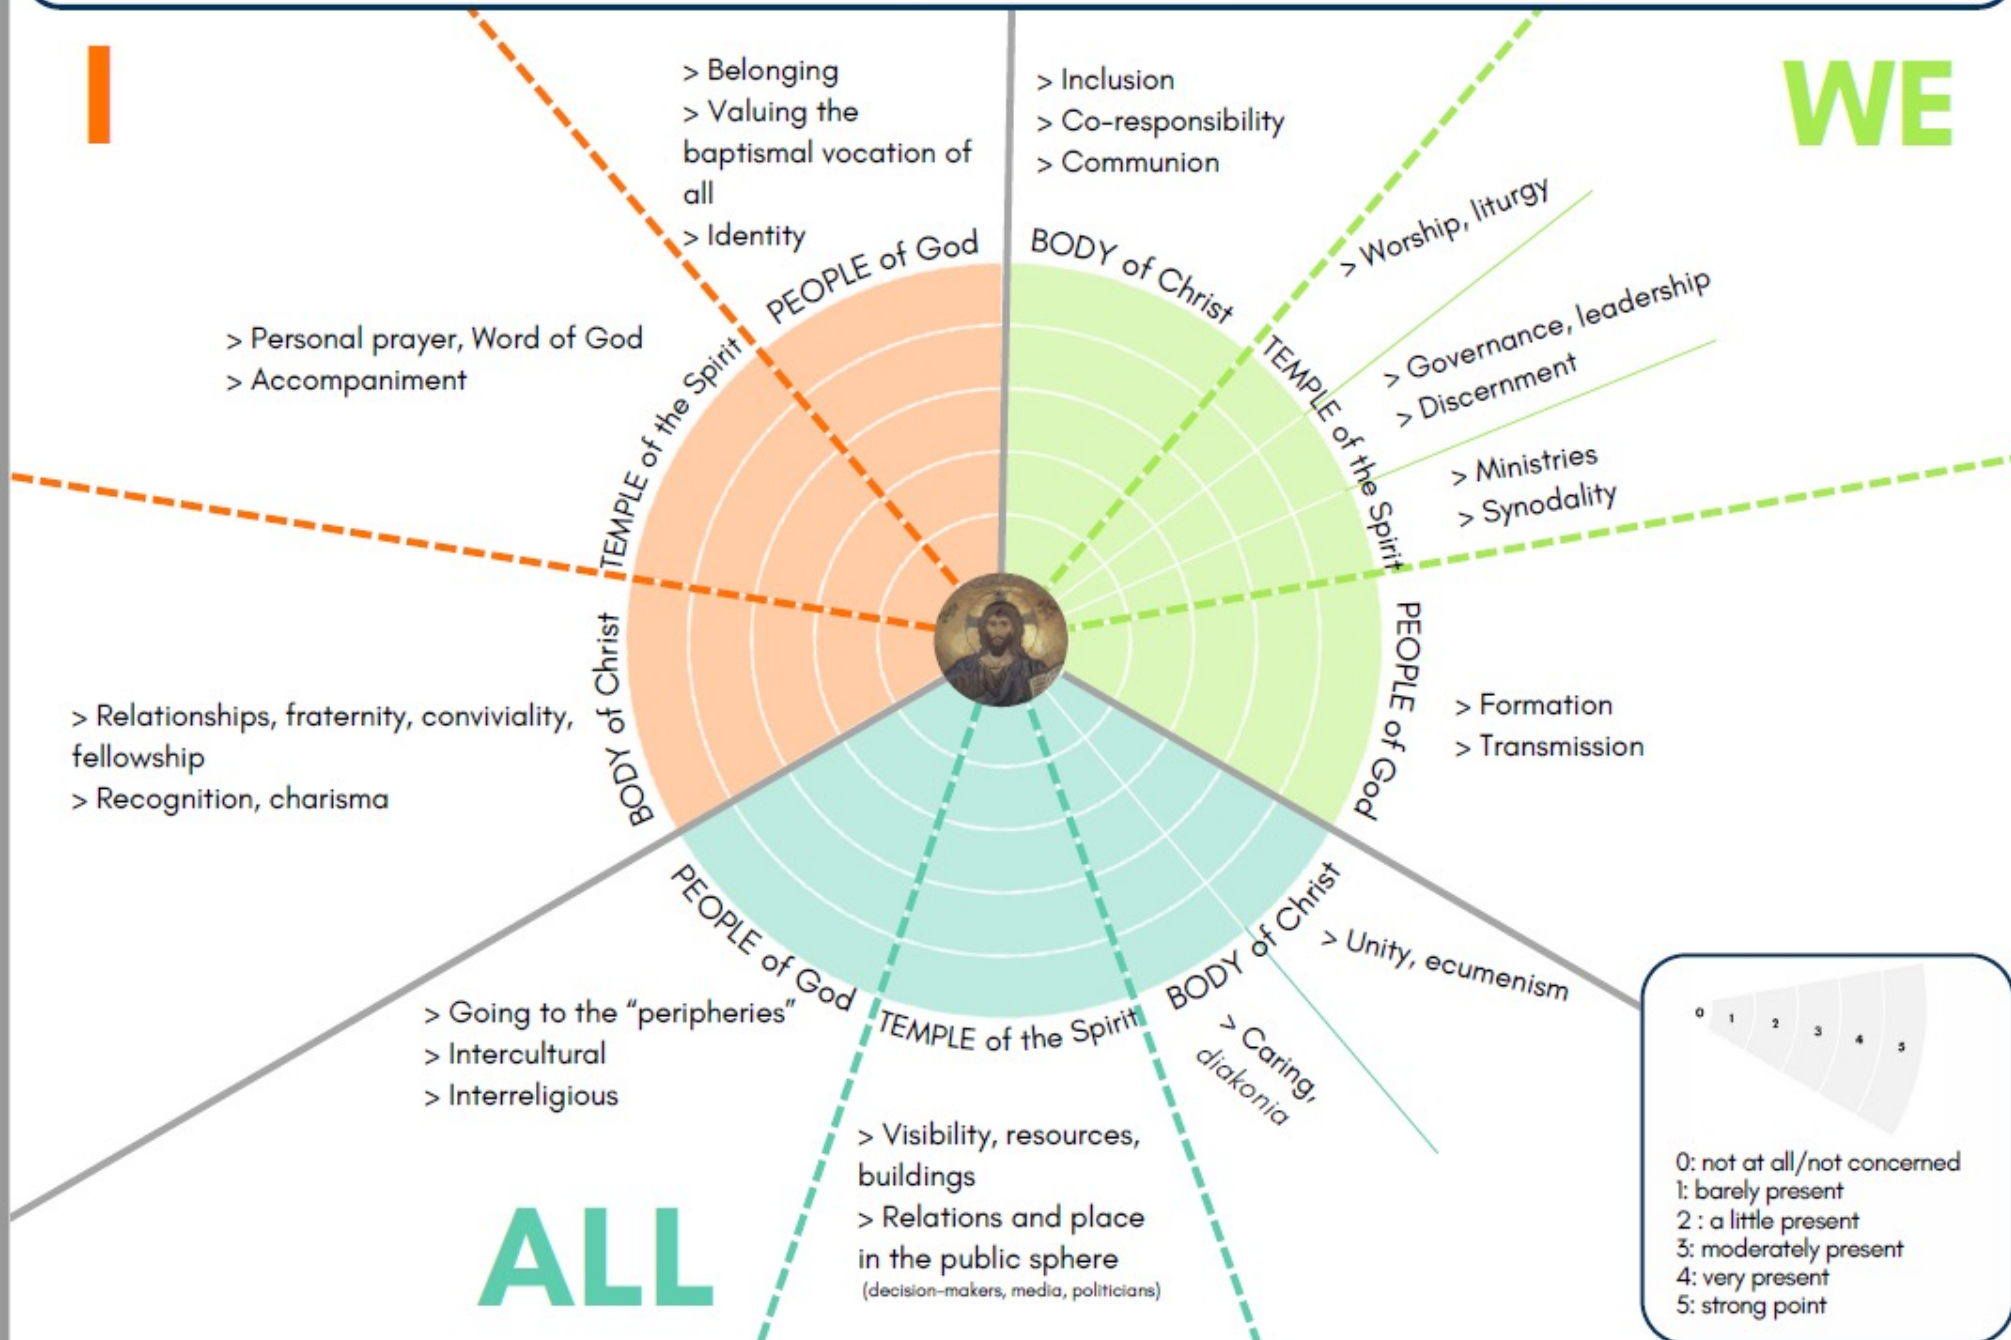 I
> Belonging
> Valuing the
baptismal vocation of
all
> Identity
PEOPLE of God
> Personal prayer, Word of God
> Accompaniment
TEMPLE of the Spirit
> Relationships, fraternity, conviviality,
fellowship
> Recognition, charisma
BODY of Christ
WE
> Inclusion
> Co-responsibility
> Communion
BODY of Christ
> Worship, liturgy
> Governance, leadership
> Discernment
> Ministries
> Synodality
TEMPLE of the Spirit
> Formation
> Transmission
PEOPLE of God
ALL
> Unity, ecumenism
> Caring,
diakonia
BODY of Christ
TEMPLE of the Spirit
> Visibility, resources,
buildings
> Relations and place
in the public sphere
(decision-makers, media, politicians)
PEOPLE of God
> Going to the “peripheries”
> Intercultural
> Interreligious
0 1 2 3 4 5
0: not at all/not concerned
1: barely present
2 : a little present
3: moderately present
4: very present
5: strong point